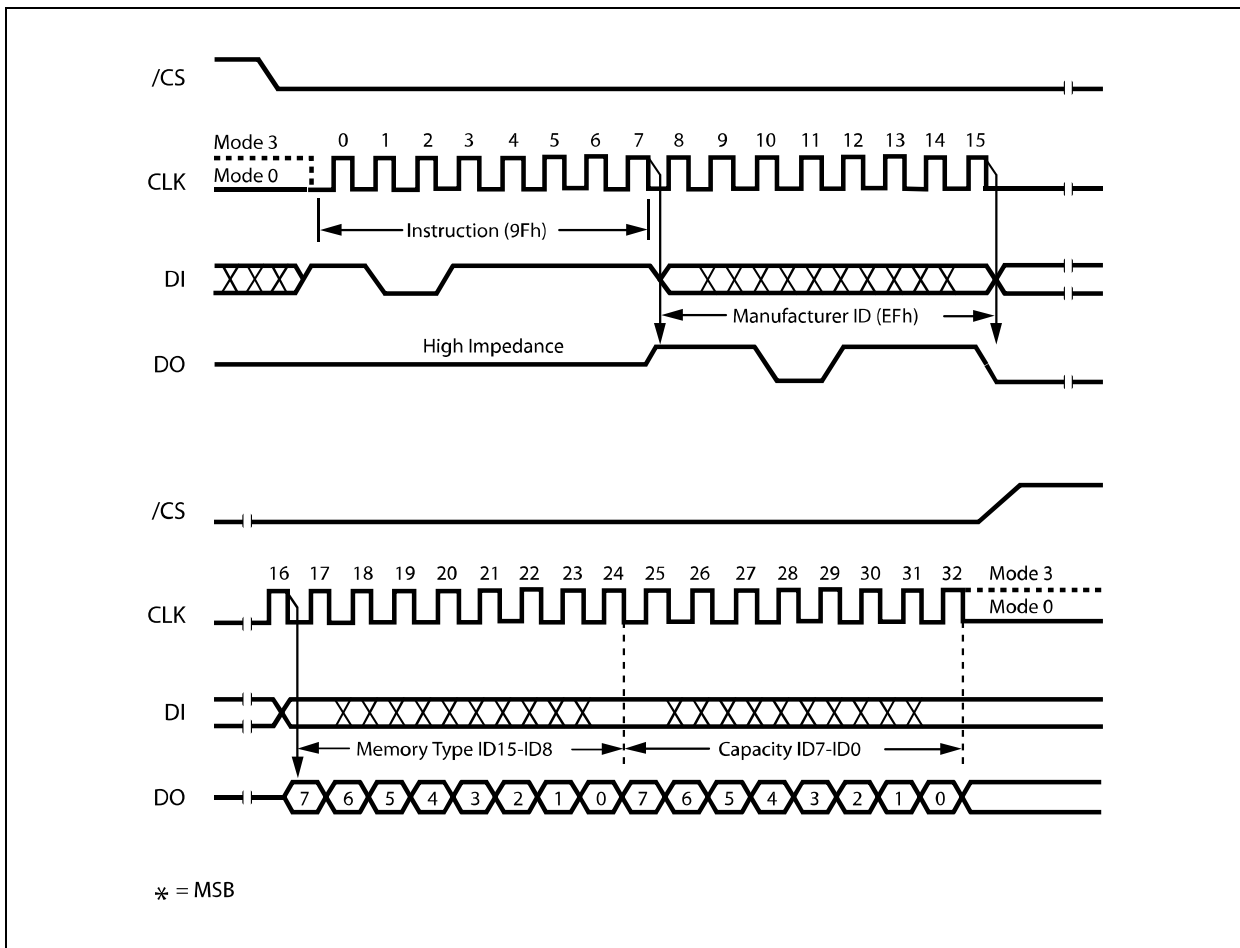 /CS
Mode 3
0 1 2 3 4 5 6 7 8 9 10 11 12 13 14 15
Mode 0
CLK
Instruction (9Fh)
DI
Manufacturer ID (EFh)
High Impedance
DO
/CS
16 17 18 19 20 21 22 23 24 25 26 27 28 29 30 31 32
Mode 3
Mode 0
CLK
DI
Memory Type ID15-ID8 Capacity ID7-ID0
DO 7 6 5 4 3 2 1 0 7 6 5 4 3 2 1 0
* = MSB